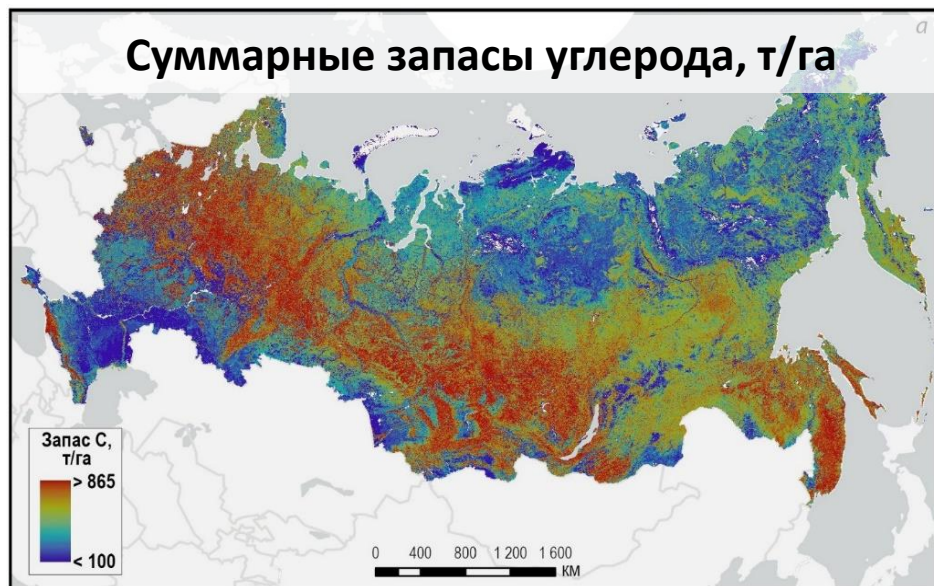 а
Суммарные запасы углерода, т/га
Запас С,
т/га
> 865
< 100
0 400 800 1 200 1 600
КМ